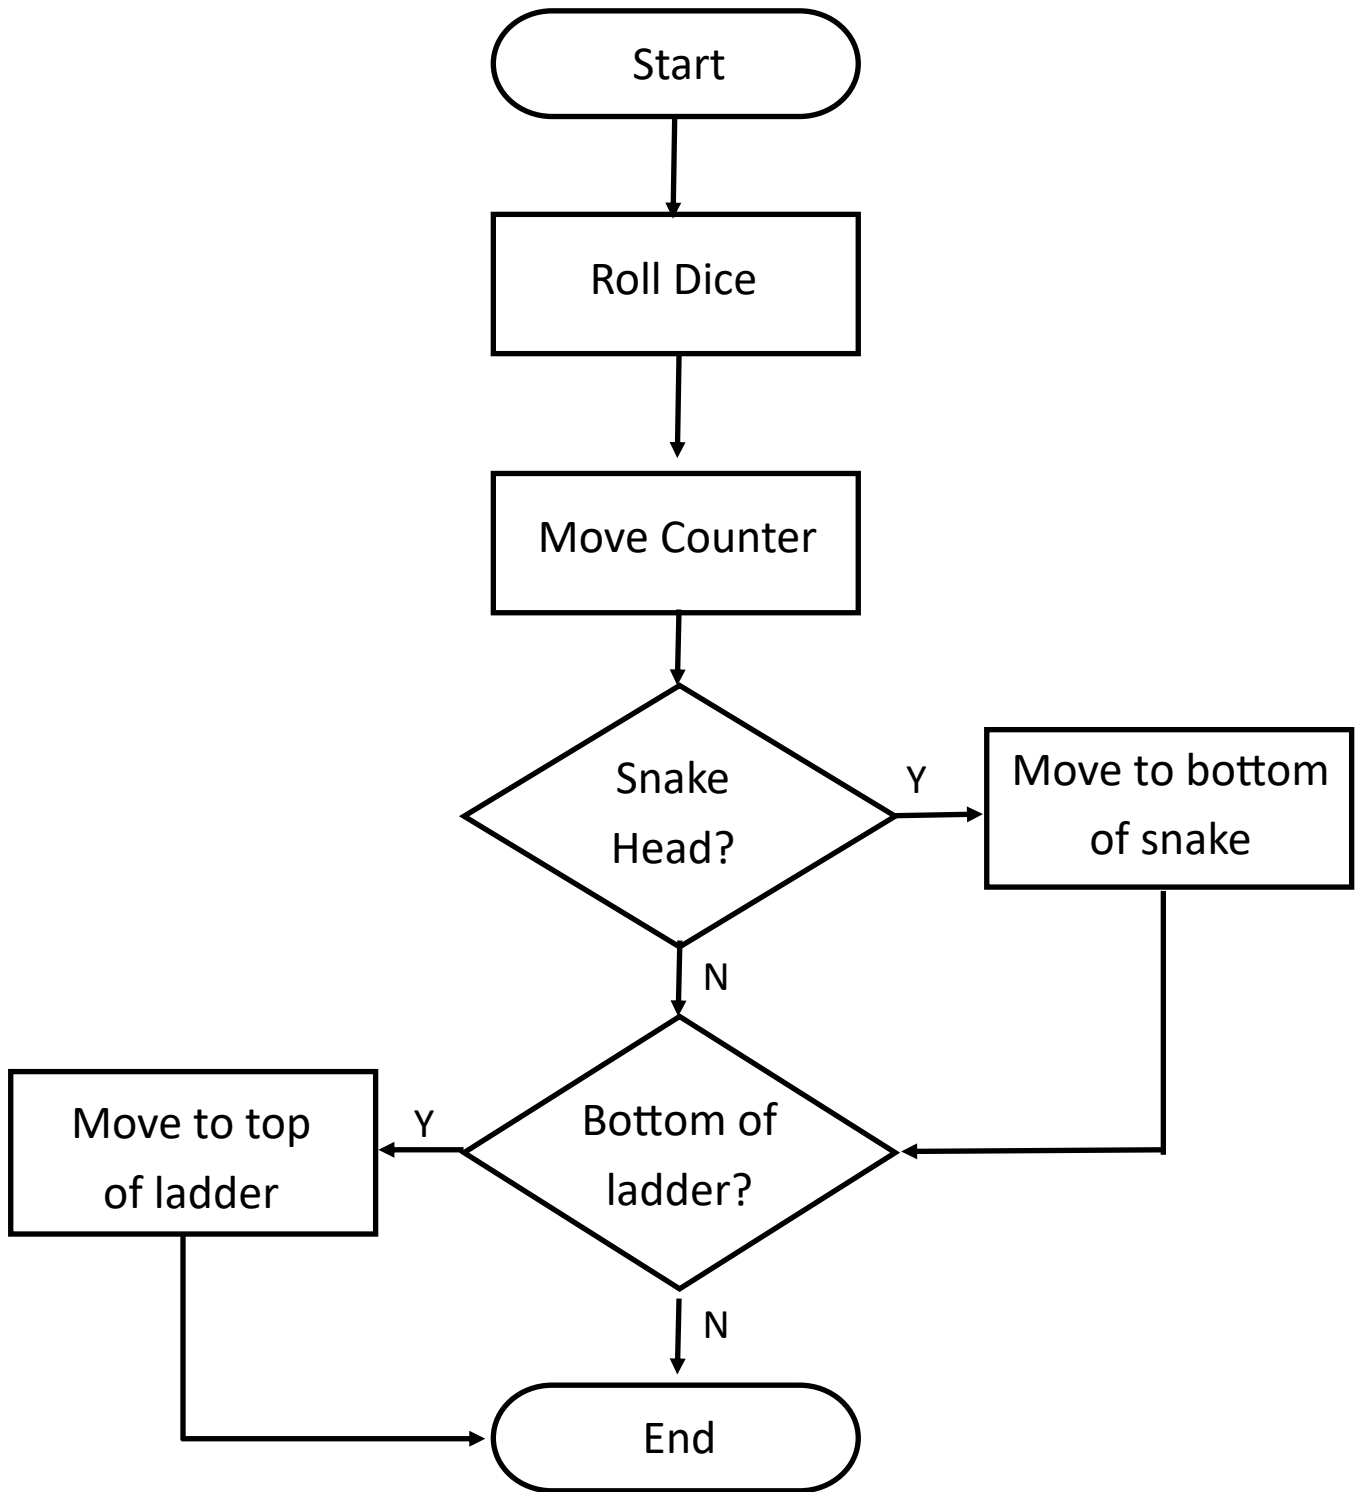 Start
Roll Dice
Move Counter
Snake
Head?
Y
Move to bottom
of snake
N
Bottom of
ladder?
Y
Move to top
of ladder
N
End